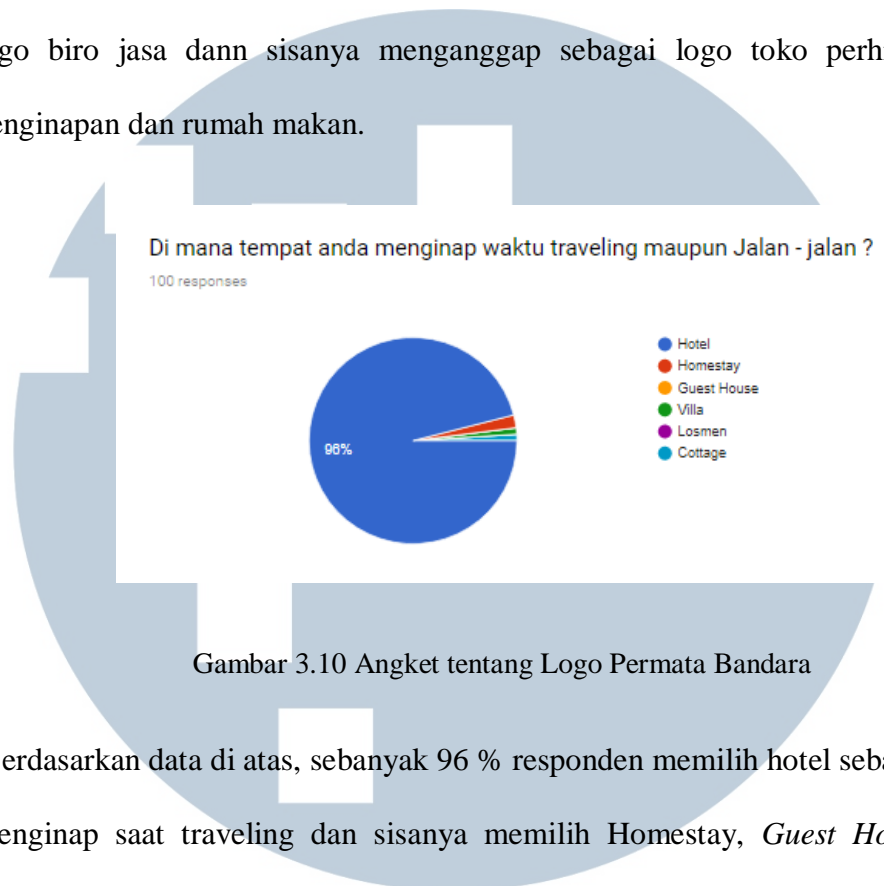 go biro jasa dann sisanya menganggap sebagai logo toko perhi
enginapan dan rumah makan.
Di mana tempat anda menginap waktu traveling maupun Jalan - jalan ?
100 responses
Hotel
Homestay
Guest House
Villa
Losmen
Cottage
96%
Gambar 3.10 Angket tentang Logo Permata Bandara
erdasarkan data di atas, sebanyak 96 % responden memilih hotel seba
enginap saat traveling dan sisanya memilih Homestay, Guest Ho